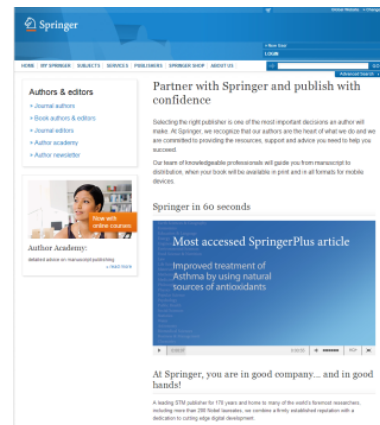 Global Website
Springer
» New User
LOGIN
GO
HOME MY SPRINGER SUBJECTS SERVICES PUBLISHERS SPRINGER SHOP ABOUT US
Advanced Search
Authors & editors
» Journal authors
» Book authors & editors
» Journal editors
» Author academy
» Author newsletter
Now with
online courses
Author Academy:
detailed advice on manuscript publishing
» read more
Partner with Springer and publish with
confidence
Selecting the right publisher is one of the most important decisions an author will
make. At Springer, we recognize that our authors are the heart of what we do and we
are committed to providing the resources, support and advice you need to help you
succeed.
Our team of knowledgeable professionals will guide you from manuscript to
distribution, when your book will be available in print and in all formats for mobile
devices.
Springer in 60 seconds
Most accessed SpringerPlus article
Improved treatment of
Asthma by using natural
sources of antioxidants
At Springer, you are in good company... and in good
hands!
A leading STM publisher for 170 years and home to many of the world's foremost researchers,
including more than 200 Nobel laureates, we combine a firmly established reputation with a
dedication to cutting edge digital development.